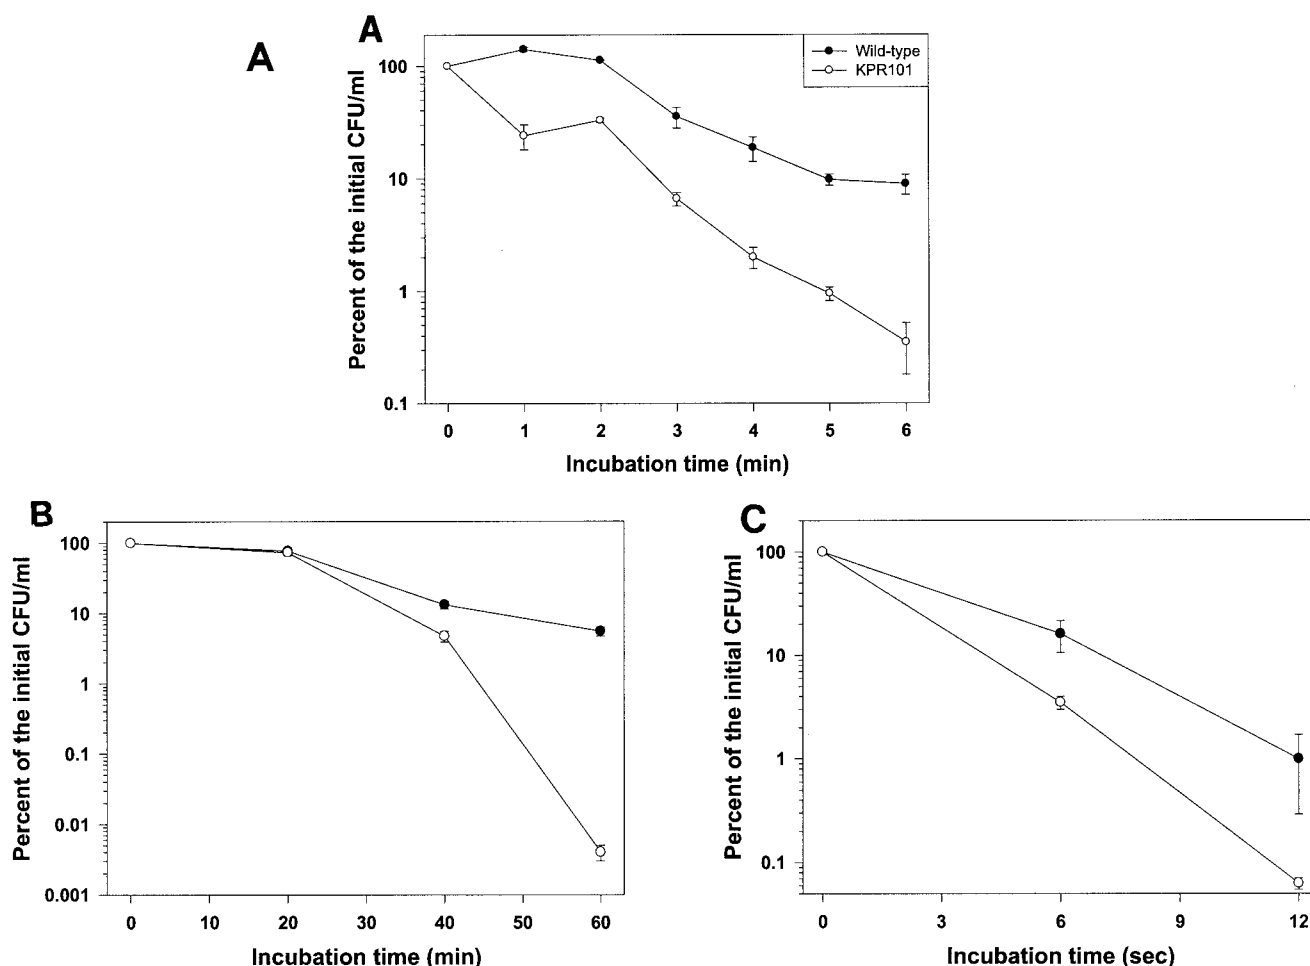 A
A
Wild-type
KPR101
100
10
1
0.1
Percent of the initial CFU/ml
0 1 2 3 4 5 6
Incubation time (min)
B
100
10
1
0.1
0.01
0.001
Percent of the initial CFU/ml
0 10 20 30 40 50 60
Incubation time (min)
C
100
10
1
0.1
Percent of the initial CFU/ml
0 3 6 9 12
Incubation time (sec)